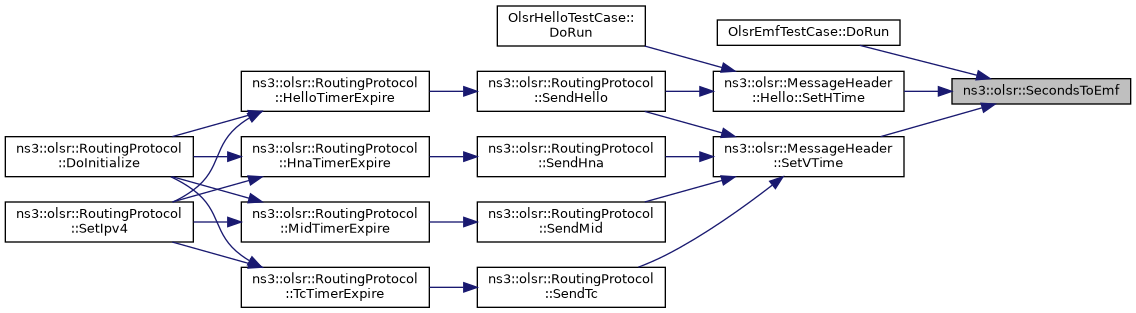 OlsrHelloTestCase::
DoRun
OlsrEmfTestCase::DoRun
ns3::olsr::RoutingProtocol
::HelloTimerExpire
ns3::olsr::RoutingProtocol
::SendHello
ns3::olsr::MessageHeader
::Hello::SetHTime
ns3::olsr::SecondsToEmf
ns3::olsr::RoutingProtocol
::DoInitialize
ns3::olsr::RoutingProtocol
::HnaTimerExpire
ns3::olsr::RoutingProtocol
::SendHna
ns3::olsr::MessageHeader
::SetVTime
ns3::olsr::RoutingProtocol
::SetIpv4
ns3::olsr::RoutingProtocol
::MidTimerExpire
ns3::olsr::RoutingProtocol
::SendMid
ns3::olsr::RoutingProtocol
::TcTimerExpire
ns3::olsr::RoutingProtocol
::SendTc